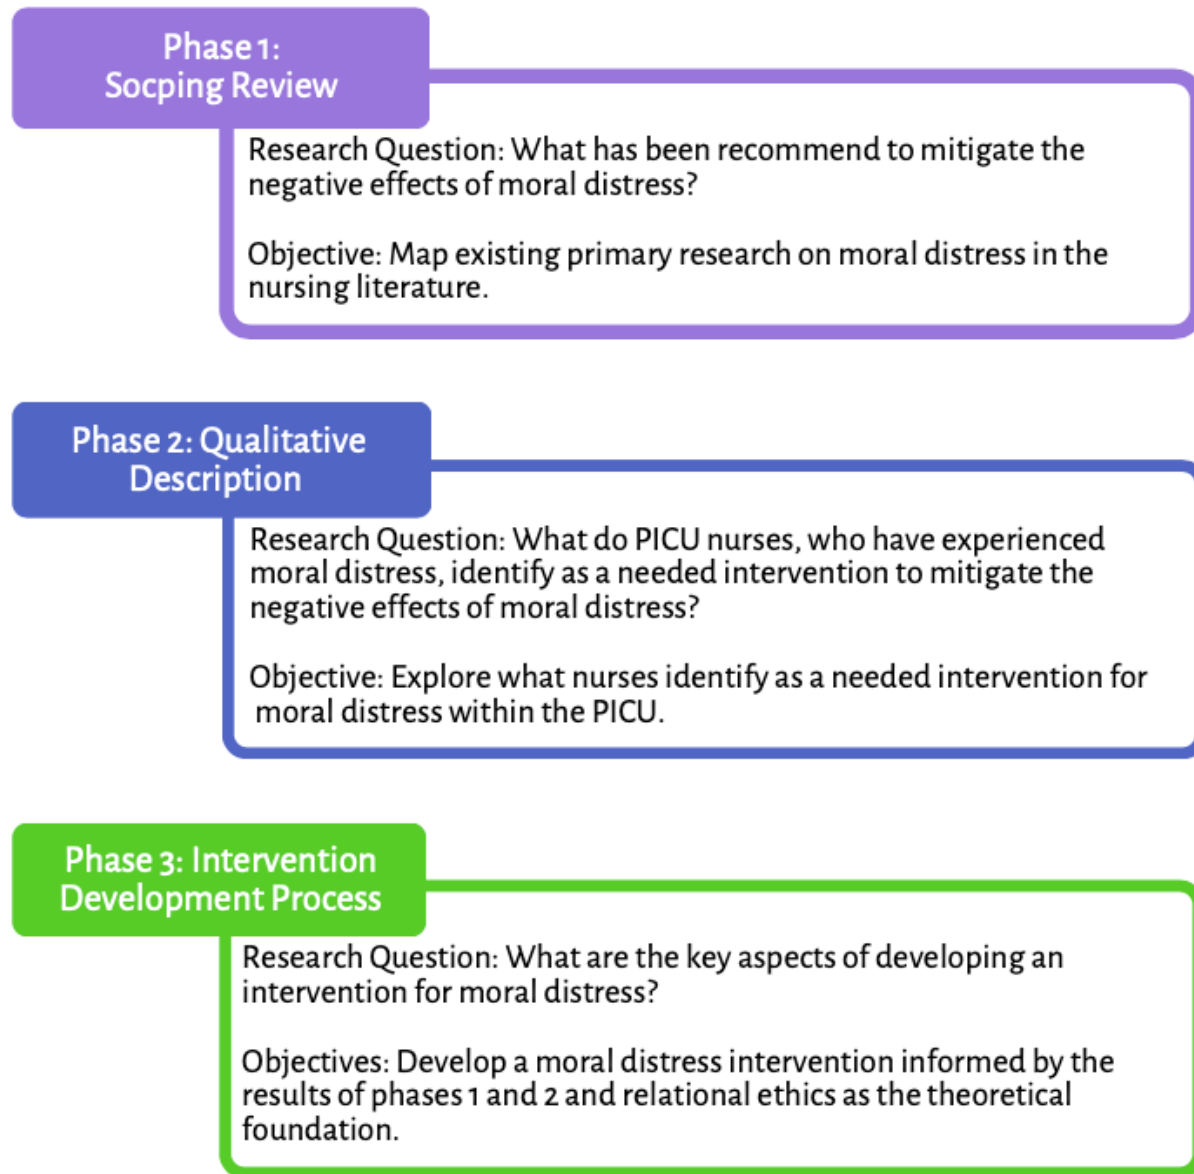 Phase 1:
Socping Review
Research Question: What has been recommend to mitigate the
negative effects of moral distress?
Objective: Map existing primary research on moral distress in the
nursing literature.
Phase 2: Qualitative
Description
Research Question: What do PICU nurses, who have experienced
moral distress, identify as a needed intervention to mitigate the
negative effects of moral distress?
Objective: Explore what nurses identify as a needed intervention for
moral distress within the PICU.
Phase 3: Intervention
Development Process
Research Question: What are the key aspects of developing an
intervention for moral distress?
Objectives: Develop a moral distress intervention informed by the
results of phases 1 and 2 and relational ethics as the theoretical
foundation.